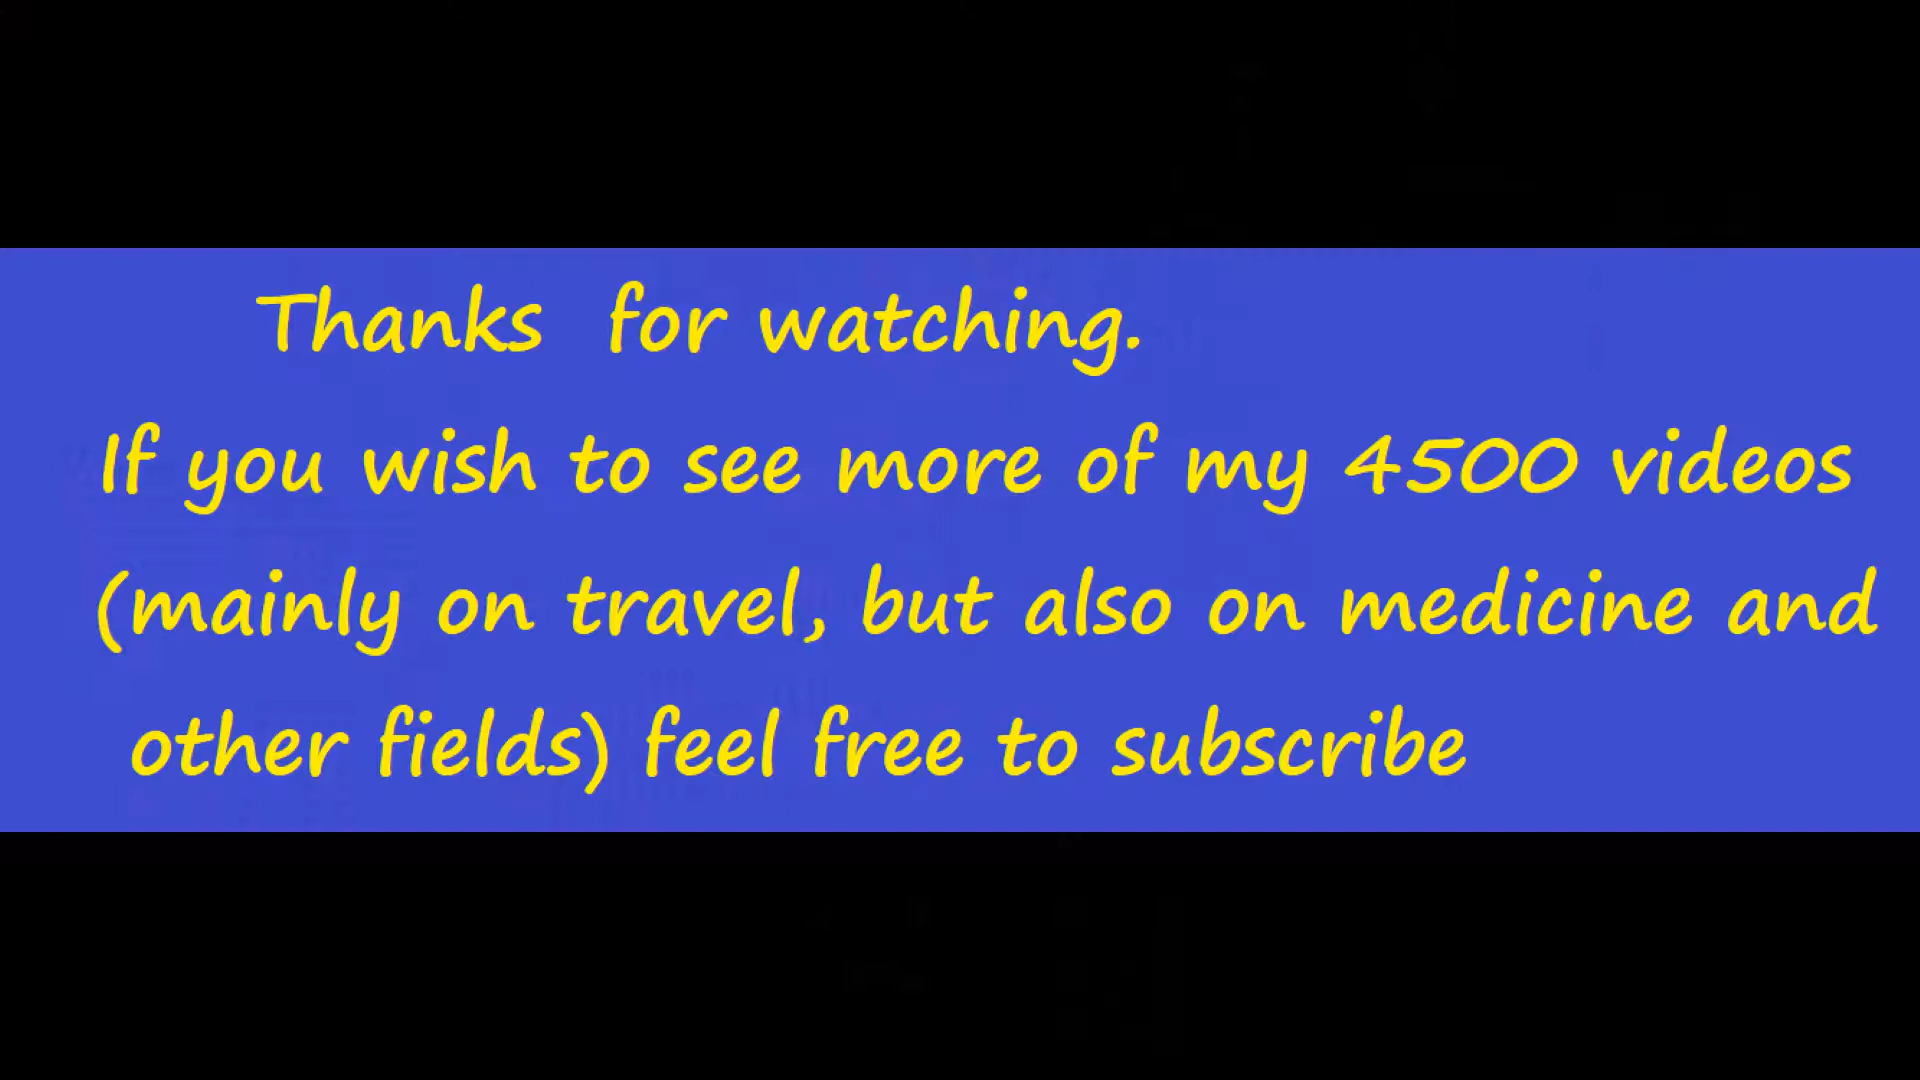 Thanks for watching.
If you wish to see more of my 4500 videos
(mainly on travel, but also on medicine and
other fields) feel free to subscribe